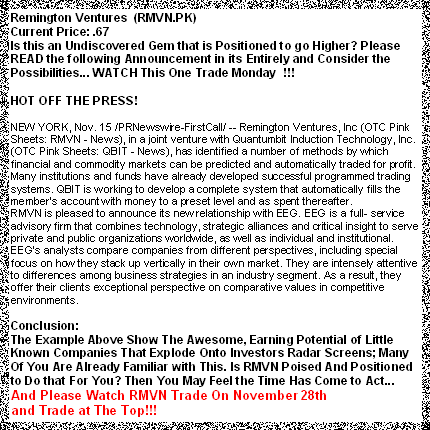 Remington Ventures (RMVN.PK)
Current Price: .67
Is this an Undiscovered Gem that is Positioned to go Higher? Please
READ the following Announcement in its Entirely and Consider the
Possibilities... WATCH This One Trade Monday !!!
HOT OFF THE PRESS!
NEW YORK, Nov. 15 /PRNewswire-FirstCall/ -- Remington Ventures, Inc (OTC Pink
Sheets: RMVN - News), in a joint venture with Quantumbit Induction Technology, Inc.
(OTC Pink Sheets: QBIT - News), has identified a number of methods by which
financial and commodity markets can be predicted and automatically traded for profit.
Many institutions and funds have already developed successful programmed trading
systems. QBIT is working to develop a complete system that automatically fills the
member's account with money to a preset level and as spent thereafter.
RMVN is pleased to announce its new relationship with EEG. EEG is a full- service
advisory firm that combines technology, strategic alliances and critical insight to serve
private and public organizations worldwide, as well as individual and institutional.
EEG's analysts compare companies from different perspectives, including special
focus on how they stack up vertically in their own market. They are intensely attentive
to differences among business strategies in an industry segment. As a result, they
offer their clients exceptional perspective on comparative values in competitive
environments.
Conclusion:
The Example Above Show The Awesome, Earning Potential of Little
Known Companies That Explode Onto Investors Radar Screens; Many
Of You Are Already Familiar with This. Is RMVN Poised And Positioned
to Do that For You? Then You May Feel the Time Has Come to Act...
And Please Watch RMVN Trade On November 28th
and Trade at The Top!!!